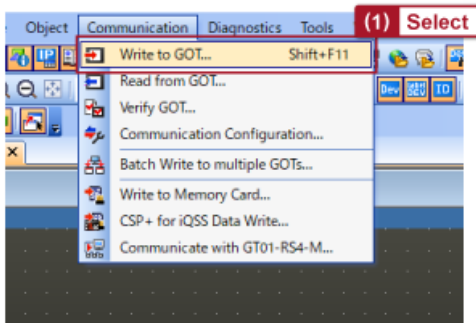 Object Communication Diagnostics Tools
(1) Select
Write to GOT... Shift+F11
Read from GOT...
Dev
ID
Verify GOT...
Communication Configuration...
Batch Write to multiple GOTs...
Write to Memory Card...
CSP+ for iQSS Data Write...
Communicate with GT01-RS4-M...